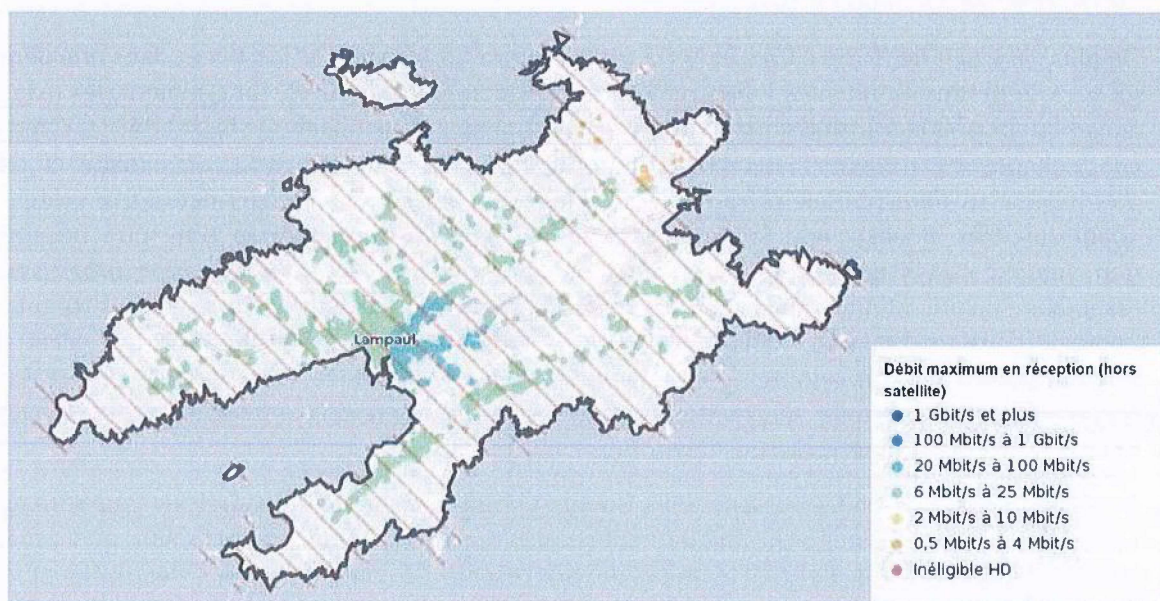 Lampaul
Débit maximum en réception (hors
satellite)
1 Gbit/s et plus
100 Mbit/s à 1 Gbit/s
20 Mbit/s à 100 Mbit/s
6 Mbit/s à 25 Mbit/s
2 Mbit/s à 10 Mbit/s
0,5 Mbit/s à 4 Mbit/s
Inéligible HD